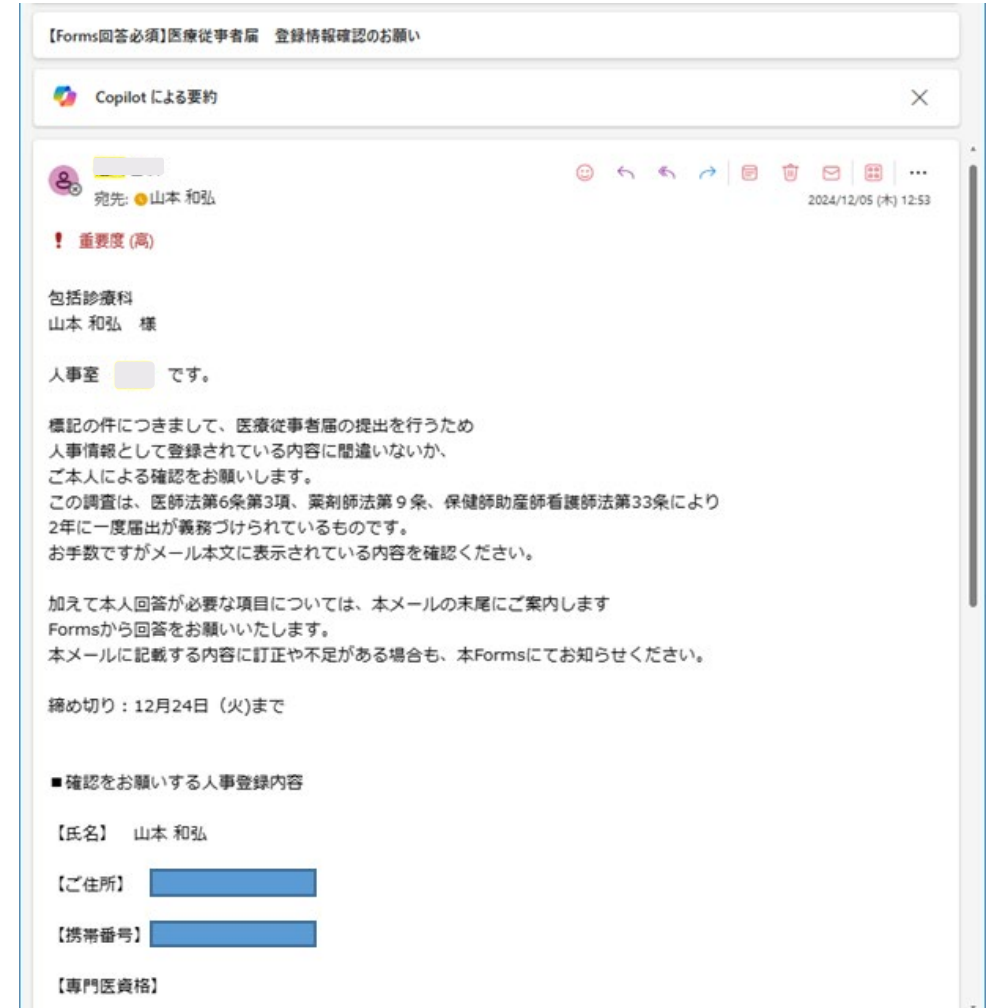 【Forms回答必須】医療従事者届　登録情報確認のお願い
Copilot による要約
宛先: 山本 和弘
2024/12/05 (木) 12:53
! 重要度 (高)
包括診療科
山本 和弘　様
人事室　　　です。
標記の件につきまして、医療従事者届の提出を行うため
人事情報として登録されている内容に間違いないか、
ご本人による確認をお願いします。
この調査は、医師法第6条第3項、薬剤師法第９条、保健師助産師看護師法第33条により
2年に一度届出が義務づけられているものです。
お手数ですがメール本文に表示されている内容を確認ください。
加えて本人回答が必要な項目については、本メールの末尾にご案内します
Formsから回答をお願いいたします。
本メールに記載する内容に訂正や不足がある場合も、本Formsにてお知らせください。
締め切り：12月24日（火)まで
■確認をお願いする人事登録内容
【氏名】　山本 和弘
【ご住所】
【携帯番号】
【専門医資格】